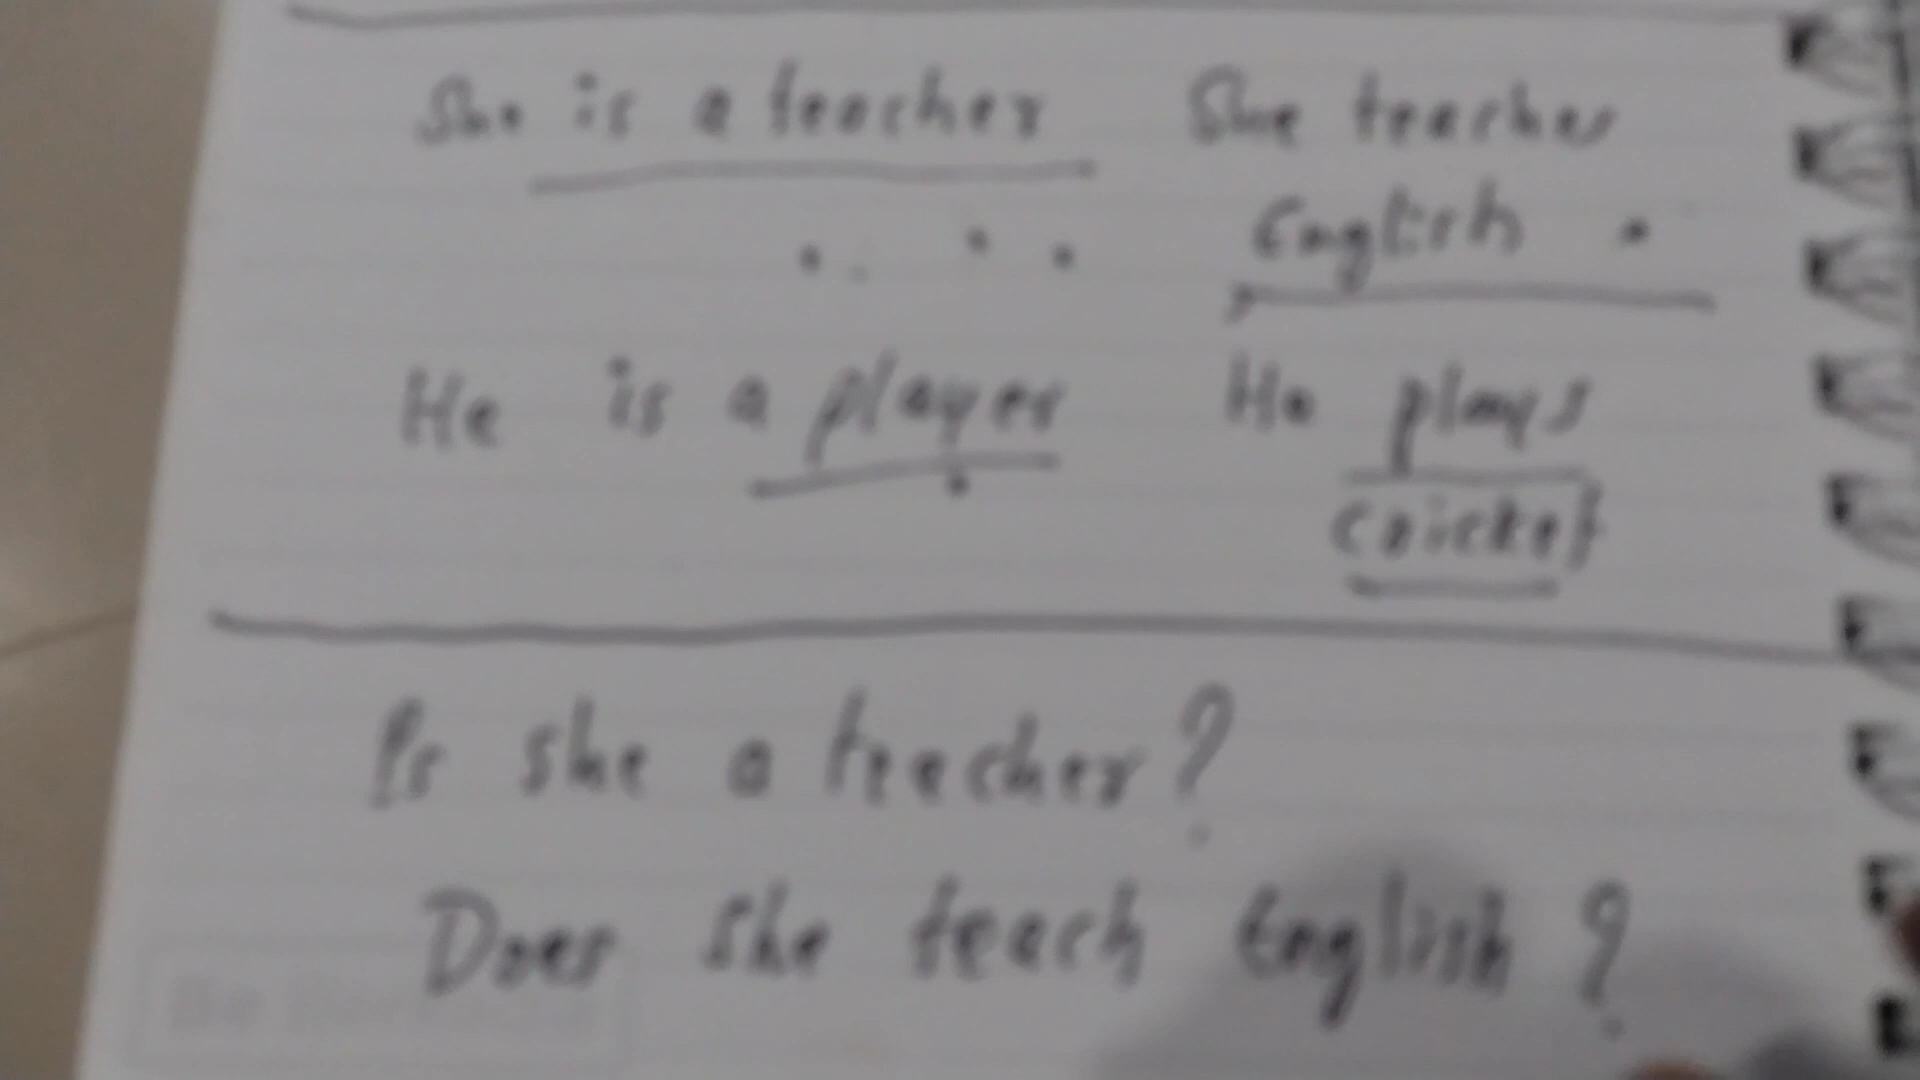 She is a teacher She teaches
English .
He is a player He plays
cricket
Is she a teacher?
Does she teach English ?